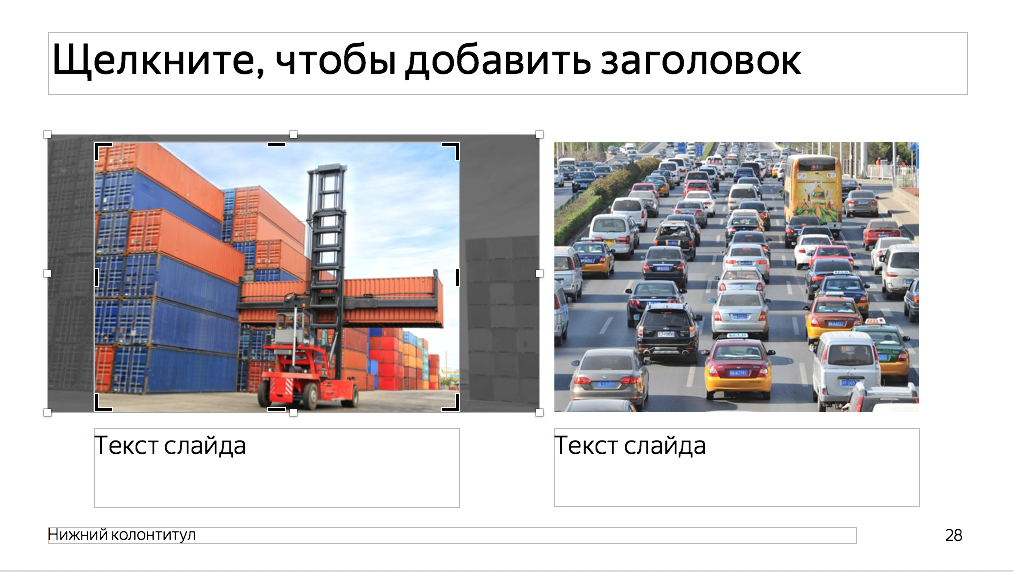 Щелкните, чтобы добавить заголовок
Текст слайда
Текст слайда
Нижний колонтитул
28